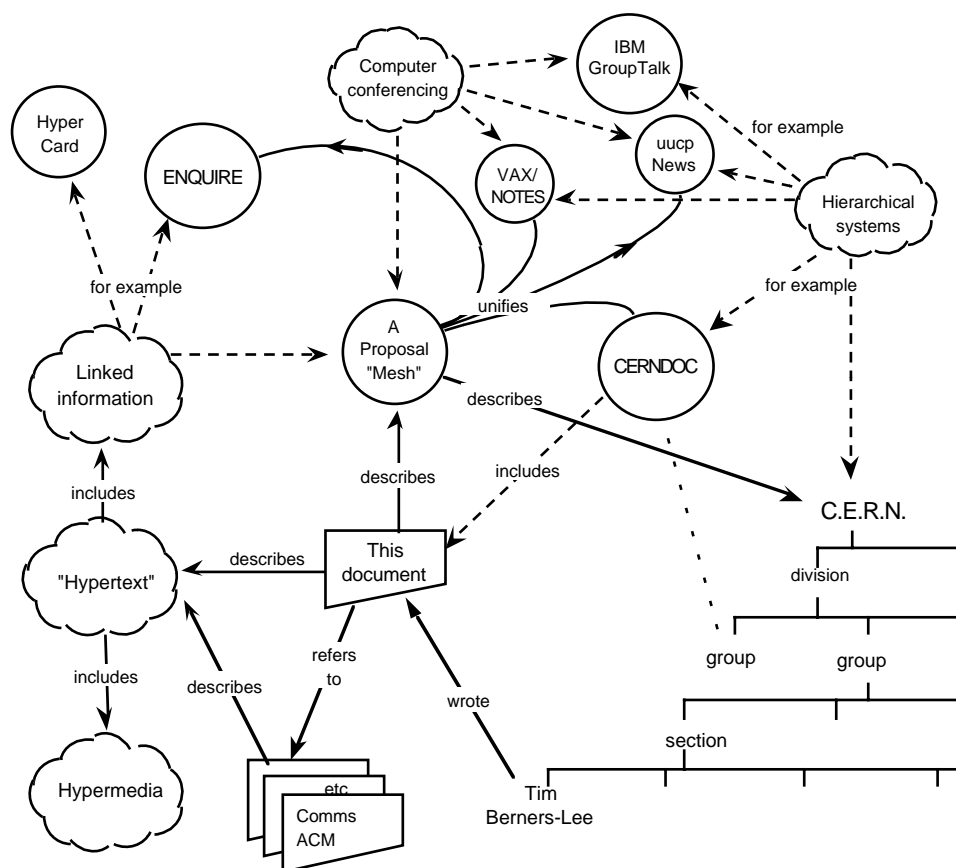 IBM
GroupTalk
Computer
conferencing
Hyper
Card
for example
uucp
News
ENQUIRE
VAX/
NOTES
Hierarchical
systems
for example
for example
unifies
A
Proposal
"Mesh"
Linked
information
CERNDOC
describes
includes
describes
includes
C.E.R.N.
This
document
describes
"Hypertext"
division
refers
to
group
group
includes
describes
wrote
section
Hypermedia
etc
Tim
Berners-Lee
Comms
ACM